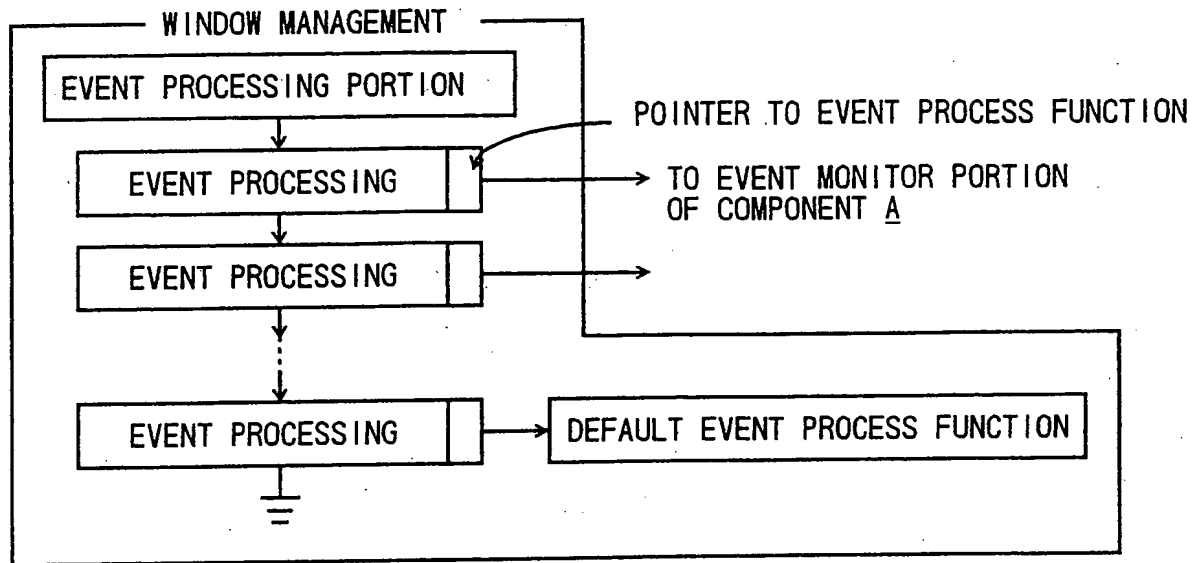 WINDOW MANAGEMENT
EVENT PROCESSING PORTION
POINTER TO EVENT PROCESS FUNCTION
EVENT PROCESSING
TO EVENT MONITOR PORTION
OF COMPONENT A
EVENT PROCESSING
EVENT PROCESSING
DEFAULT EVENT PROCESS FUNCTION